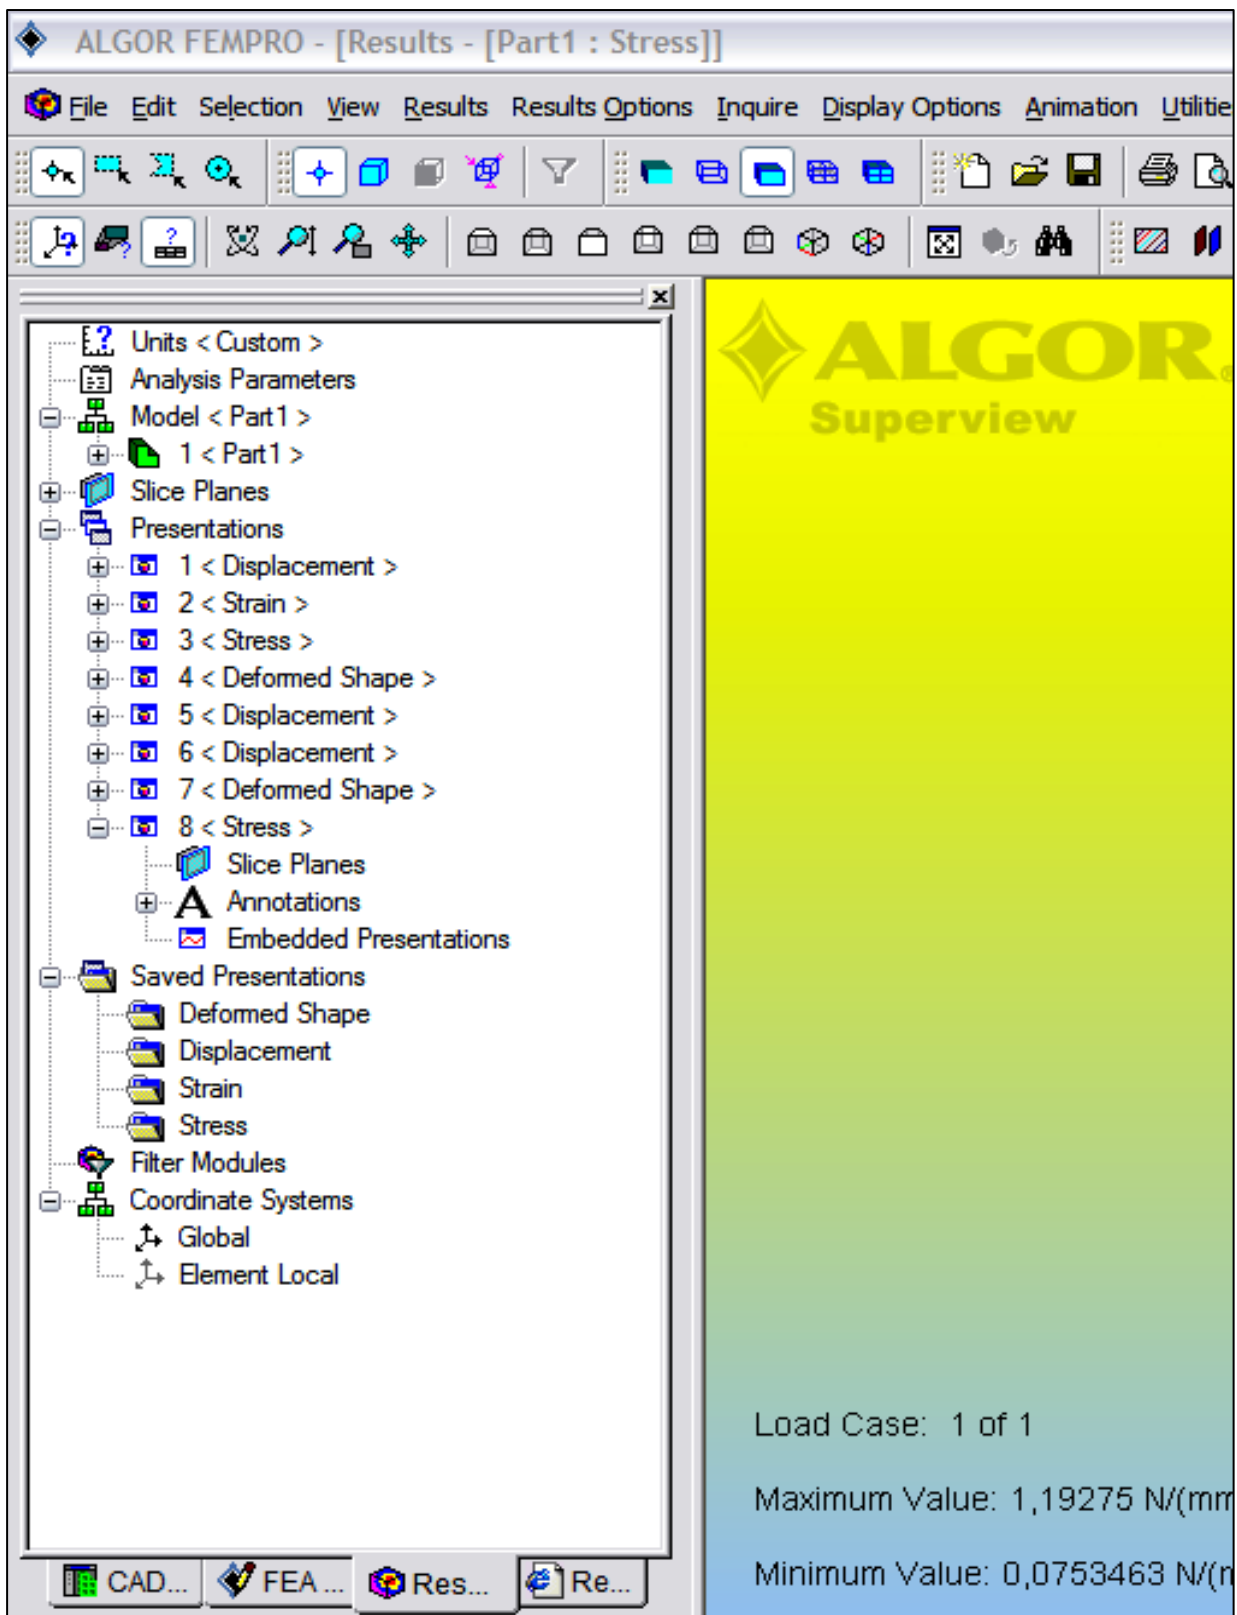 ALGOR FEMPRO - [Results - [Part1 : Stress]]
File Edit Selection View Results Results Options Inquire Display Options Animation Utilitie
Units < Custom >
Analysis Parameters
Model < Part1 >
1 < Part1 >
Slice Planes
Presentations
1 < Displacement >
2 < Strain >
3 < Stress >
4 < Deformed Shape >
5 < Displacement >
6 < Displacement >
7 < Deformed Shape >
8 < Stress >
Slice Planes
A Annotations
Embedded Presentations
Saved Presentations
Deformed Shape
Displacement
Strain
Stress
Filter Modules
Coordinate Systems
Global
Element Local
CAD... FEA ... Res... Re...
ALGOR®
Superview
Load Case: 1 of 1
Maximum Value: 1,19275 N/(mm
Minimum Value: 0,0753463 N/(m